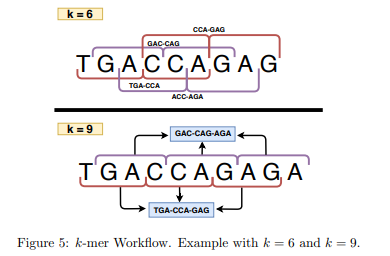 k = 6
CCA-GAG
GAC-CAG
TGACCAGAG
TGA-CCA
ACC-AGA
k = 9
GAC-CAG-AGA
TGACCAGAGA
TGA-CCA-GAG
Figure 5: k-mer Workflow. Example with k = 6 and k = 9.